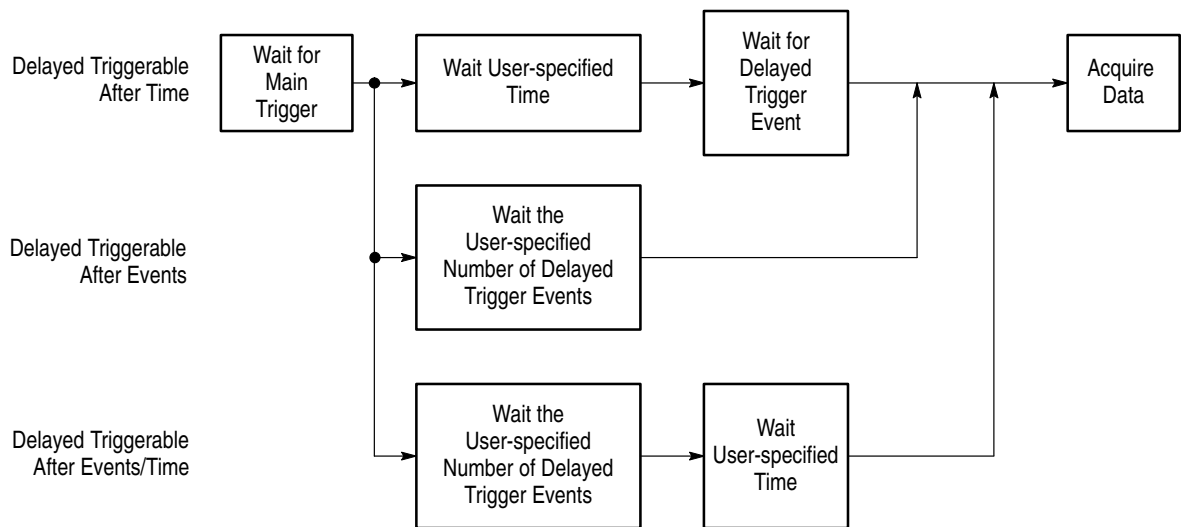 Delayed Triggerable
After Time
Wait for
Main
Trigger
Wait User-specified
Time
Wait for
Delayed
Trigger
Event
Acquire
Data
Delayed Triggerable
After Events
Wait the
User-specified
Number of Delayed
Trigger Events
Delayed Triggerable
After Events/Time
Wait the
User-specified
Number of Delayed
Trigger Events
Wait
User-specified
Time